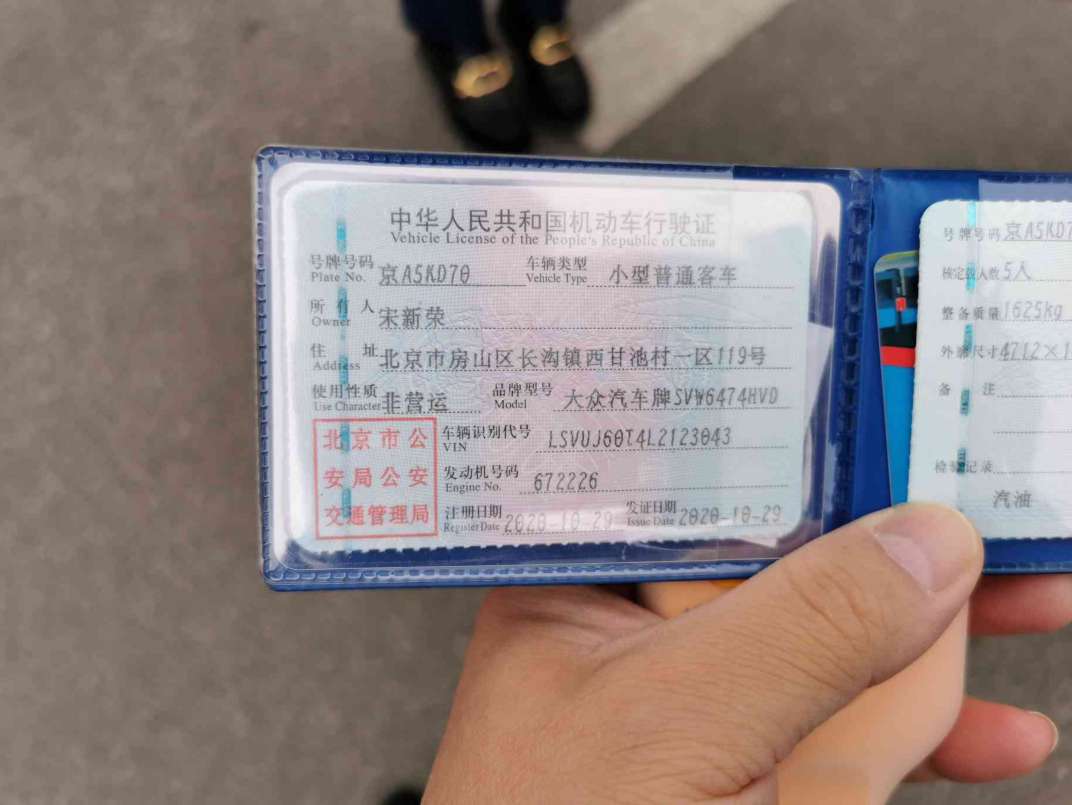 中华人民共和国机动车行驶证
Vehicle License of the People's Republic of China
号牌号码 京A5KD70 车辆类型 小型普通客车
Plate No. Vehicle Type
所有人 宋新荣
Owner
住址 北京市房山区长沟镇西甘池村一区119号
Address
使用性质 非营运 品牌型号 大众汽车牌SVW6474HVD
Use Character Model
北京市公
安局公安
交通管理局
车辆识别代号 LSVUJ60T4L2123043
VIN
发动机号码 672226
Engine No.
注册日期 2020-10-29 发证日期 2020-10-29
Register Date Issue Date
号牌号码 京A5KD7
核定载人数 5人
整备质量 1625kg
外廓尺寸 4712×1
备注
检验记录
汽油